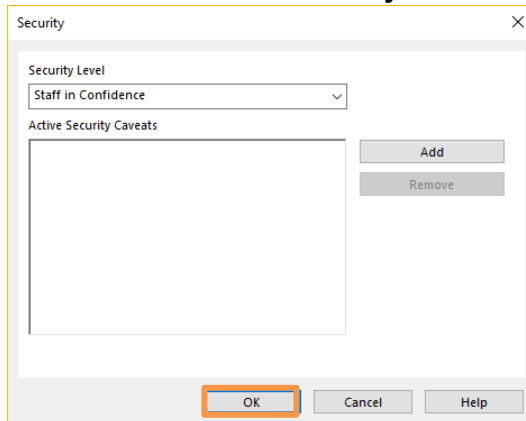 Security
Security Level
Staff in Confidence
Active Security Caveats
Add
Remove
OK Cancel Help